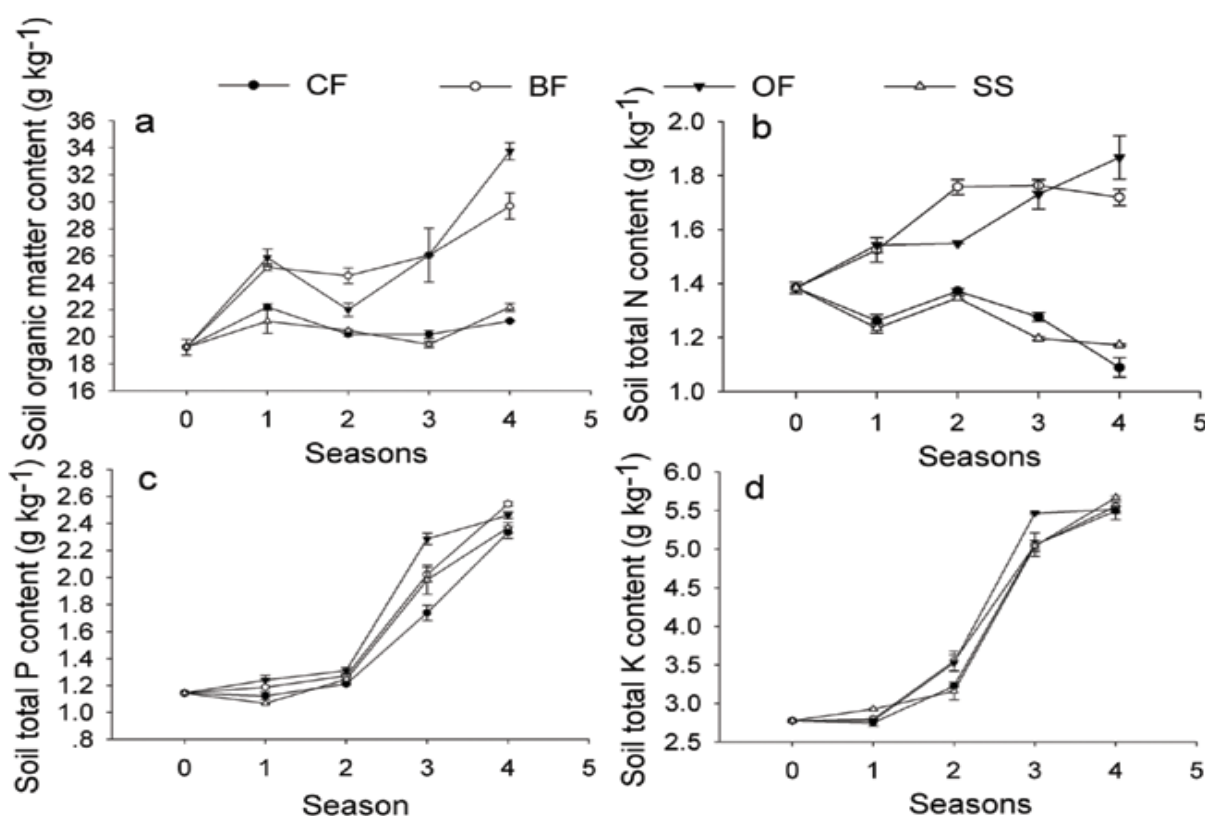 CF BF OF SS
a
Soil organic matter content (g kg-1)
36
34
32
30
28
26
24
22
20
18
16
0 1 2 3 4 5
Seasons
b
Soil total N content (g kg-1)
2.0
1.8
1.6
1.4
1.2
1.0
0 1 2 3 4 5
Seasons
c
Soil total P content (g kg-1)
2.8
2.6
2.4
2.2
2.0
1.8
1.6
1.4
1.2
1.0
.8
0 1 2 3 4 5
Season
d
Soil total K content (g kg-1)
6.0
5.5
5.0
4.5
4.0
3.5
3.0
2.5
0 1 2 3 4 5
Seasons